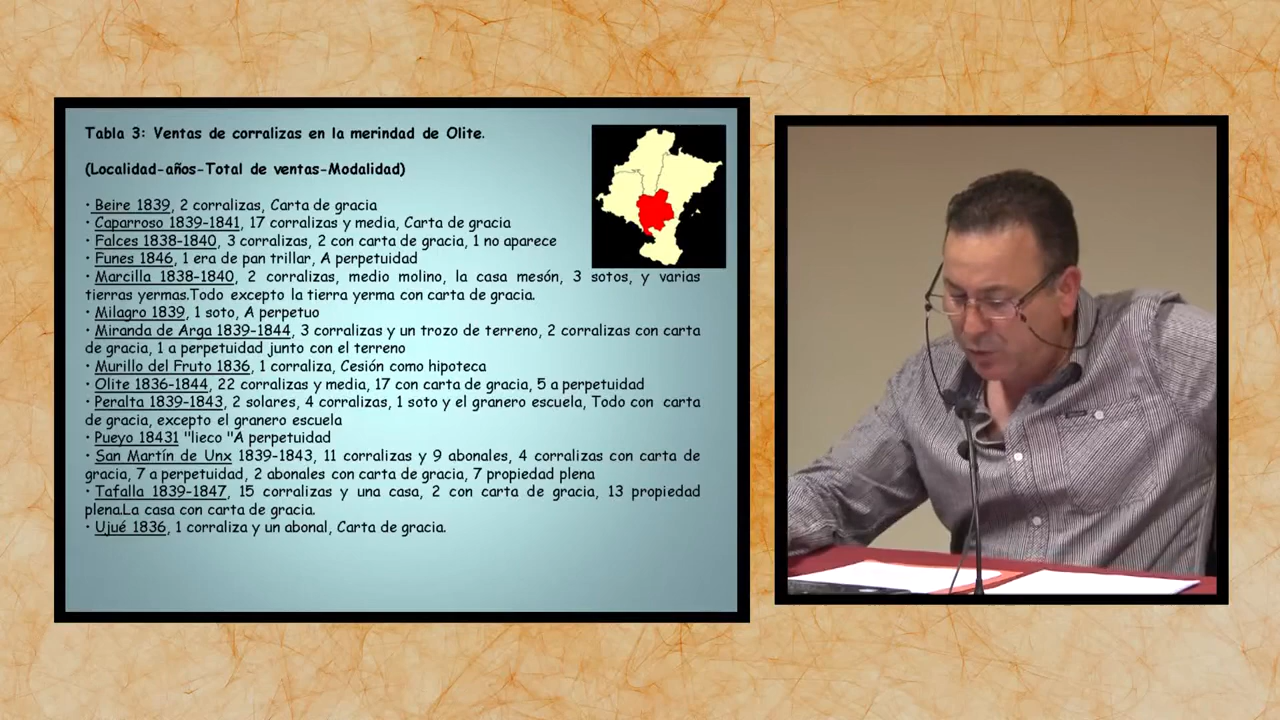 Tabla 3: Ventas de corralizas en la merindad de Olite.
(Localidad-años-Total de ventas-Modalidad)
• Beire 1839, 2 corralizas, Carta de gracia
• Caparroso 1839-1841, 17 corralizas y media, Carta de gracia
• Falces 1838-1840, 3 corralizas, 2 con carta de gracia, 1 no aparece
• Funes 1846, 1 era de pan trillar, A perpetuidad
• Marcilla 1838-1840, 2 corralizas, medio molino, la casa mesón, 3 sotos, y varias
tierras yermas.Todo excepto la tierra yerma con carta de gracia.
• Milagro 1839, 1 soto, A perpetuo
• Miranda de Arga 1839-1844, 3 corralizas y un trozo de terreno, 2 corralizas con carta
de gracia, 1 a perpetuidad junto con el terreno
• Murillo del Fruto 1836, 1 corraliza, Cesión como hipoteca
• Olite 1836-1844, 22 corralizas y media, 17 con carta de gracia, 5 a perpetuidad
• Peralta 1839-1843, 2 solares, 4 corralizas, 1 soto y el granero escuela, Todo con carta
de gracia, excepto el granero escuela
• Pueyo 18431 "lieco "A perpetuidad
• San Martín de Unx 1839-1843, 11 corralizas y 9 abonales, 4 corralizas con carta de
gracia, 7 a perpetuidad, 2 abonales con carta de gracia, 7 propiedad plena
• Tafalla 1839-1847, 15 corralizas y una casa, 2 con carta de gracia, 13 propiedad
plena.La casa con carta de gracia.
• Ujué 1836, 1 corraliza y un abonal, Carta de gracia.